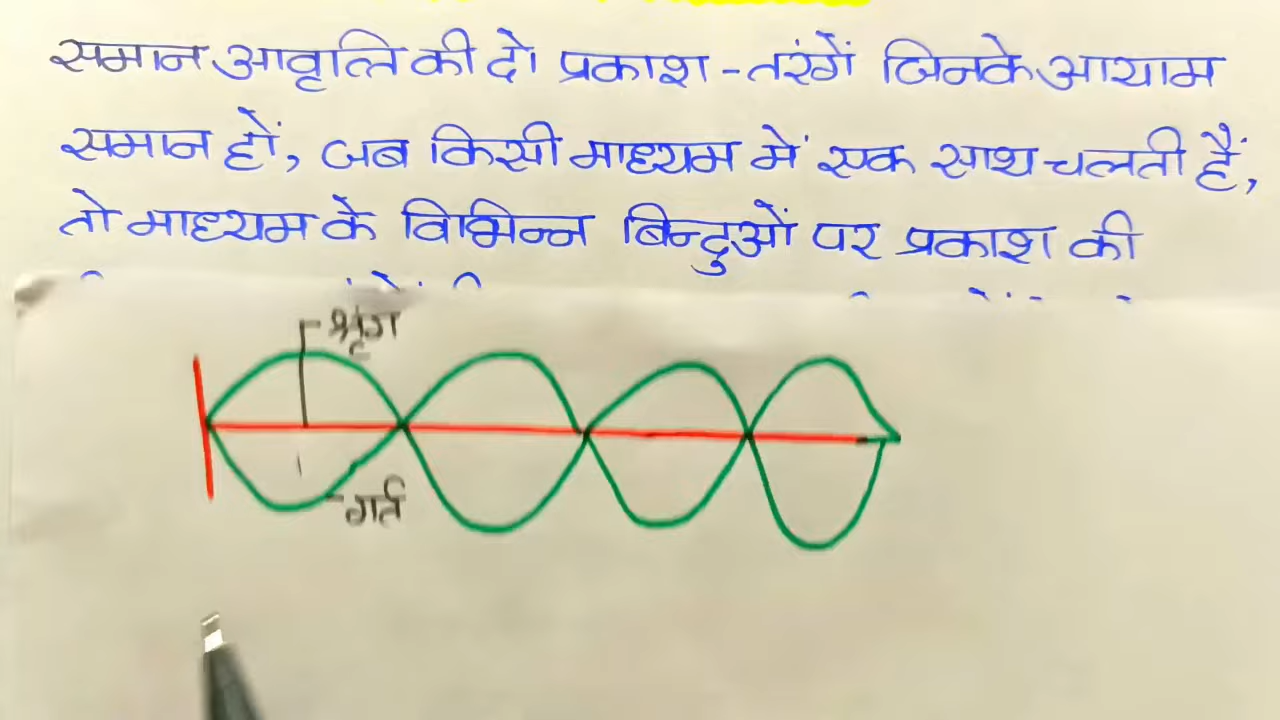 समान आवृत्ति की दो प्रकाश-तरंगें जिनके आयाम
समान हों, जब किसी माध्यम में एक साथ चलती हैं,
तो माध्यम के विभिन्न बिन्दुओं पर प्रकाश की
श्रृंग
गर्त